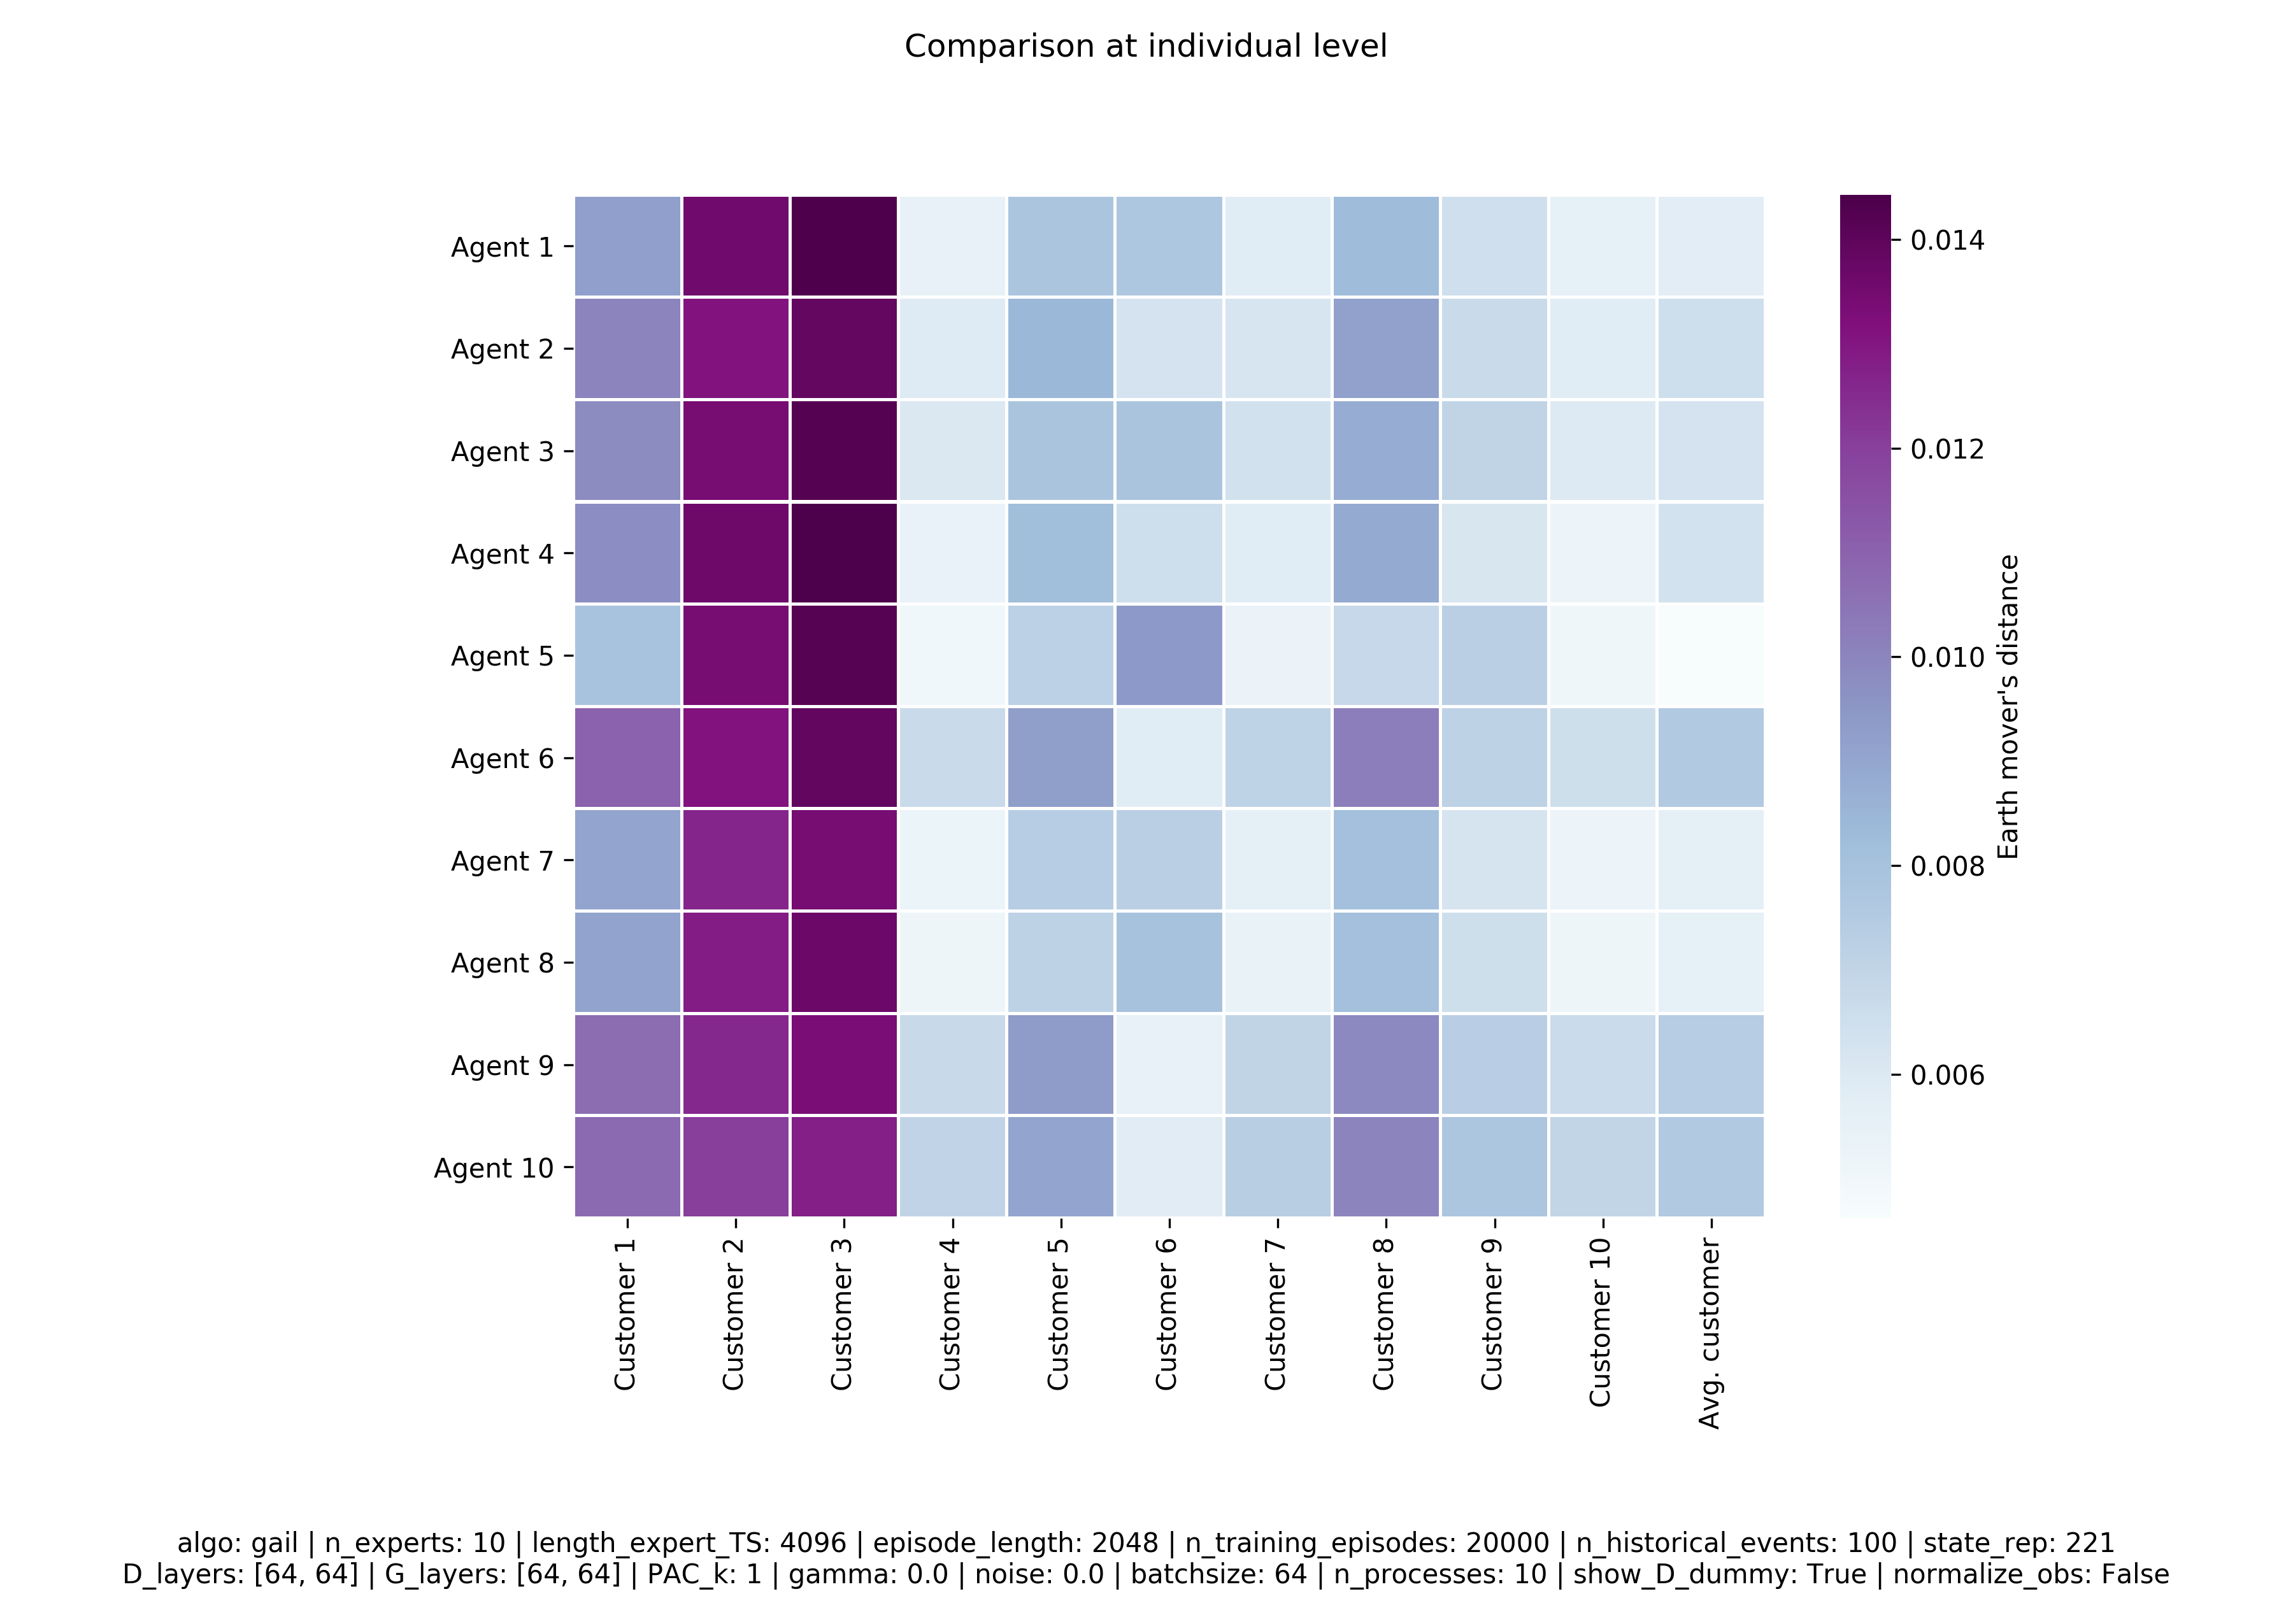 Comparison at individual level
Agent 1
Agent 2
Agent 3
Agent 4
Agent 5
Agent 6
Agent 7
Agent 8
Agent 9
Agent 10
Customer 1
Customer 2
Customer 3
Customer 4
Customer 5
Customer 6
Customer 7
Customer 8
Customer 9
Customer 10
Avg. customer
0.014
0.012
0.010
0.008
0.006
Earth mover's distance
algo: gail | n_experts: 10 | length_expert_TS: 4096 | episode_length: 2048 | n_training_episodes: 20000 | n_historical_events: 100 | state_rep: 221
D_layers: [64, 64] | G_layers: [64, 64] | PAC_k: 1 | gamma: 0.0 | noise: 0.0 | batchsize: 64 | n_processes: 10 | show_D_dummy: True | normalize_obs: False